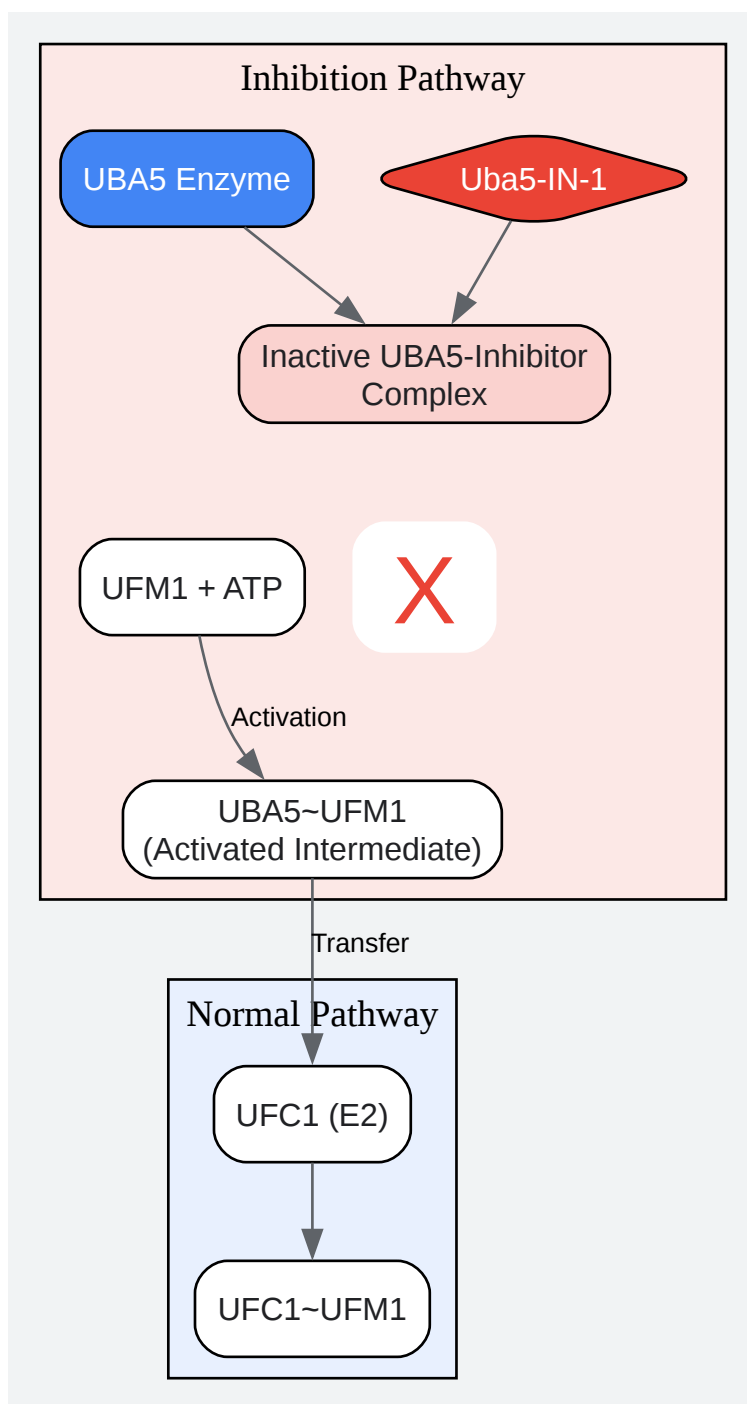 Inhibition Pathway
UBA5 Enzyme
Uba5-IN-1
Inactive UBA5-Inhibitor
Complex
UFM1 + ATP
X
Activation
UBA5~UFM1
(Activated Intermediate)
Transfer
Normal Pathway
UFC1 (E2)
UFC1~UFM1